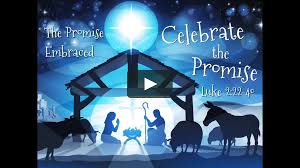 The Promise
Embraced
Celebrate
the
Promise
Luke 2:22-40